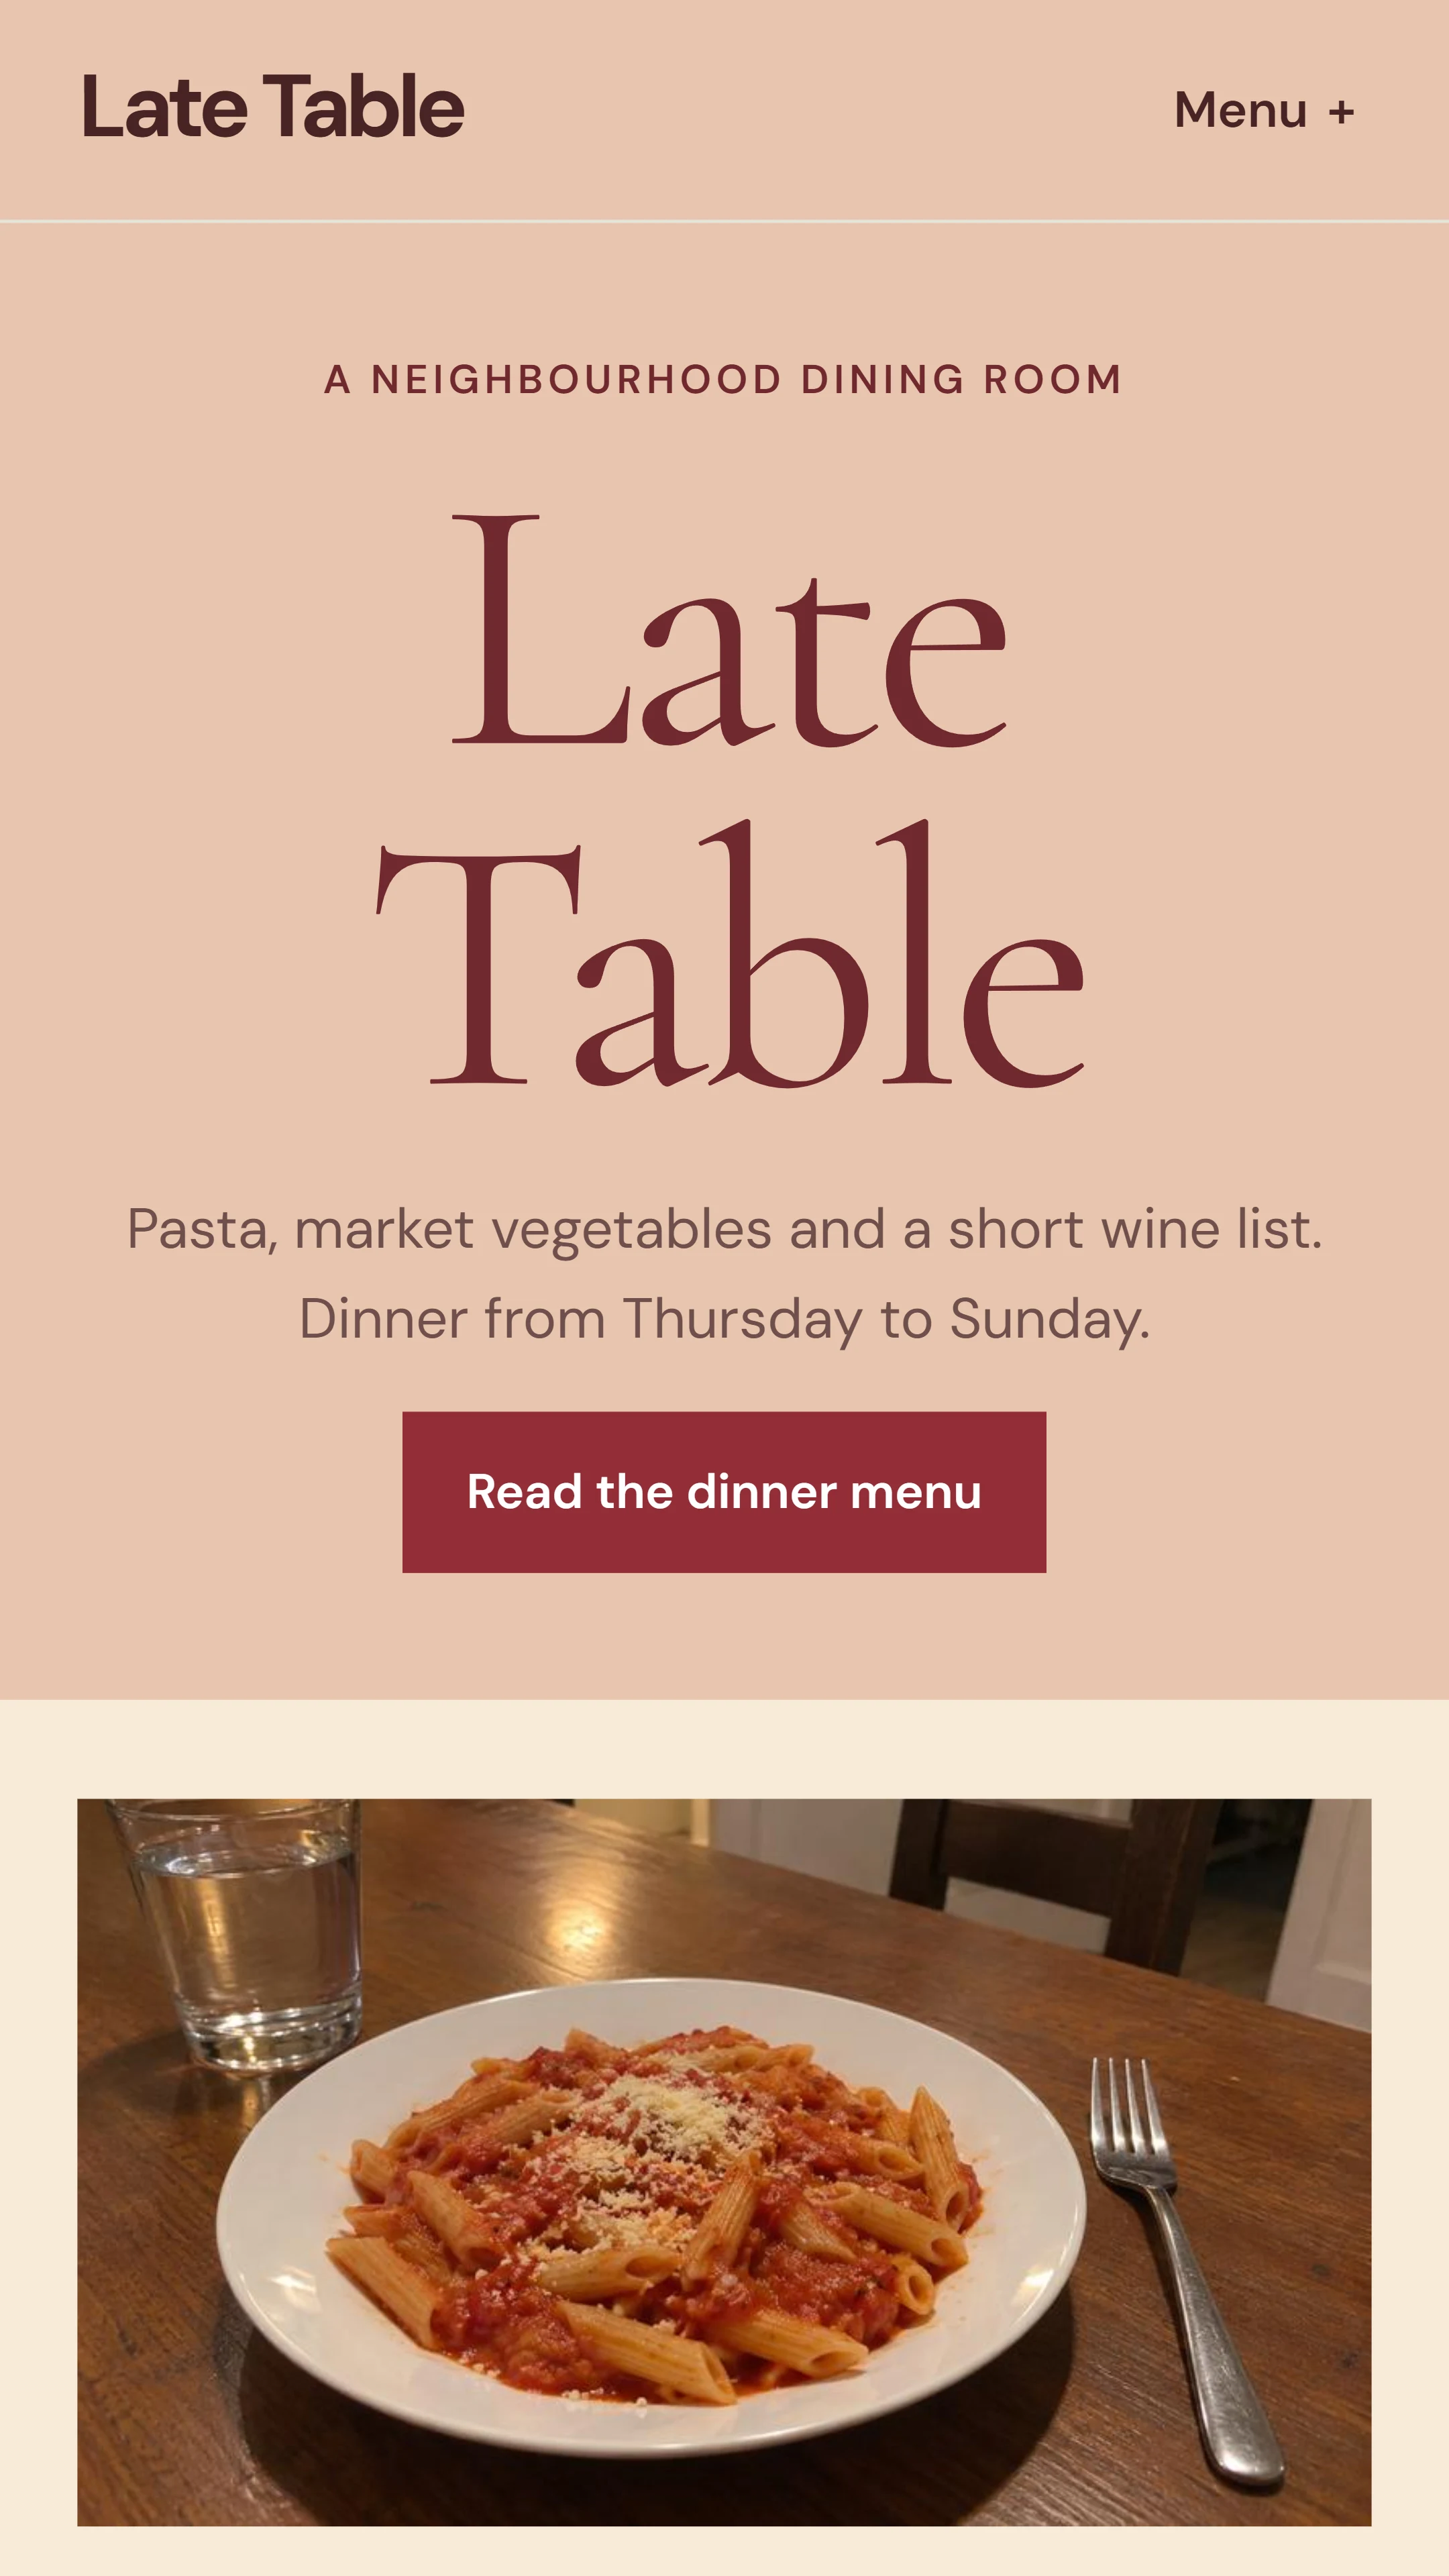 Late Table
Menu +
A NEIGHBOURHOOD DINING ROOM
Late
Table
Pasta, market vegetables and a short wine list.
Dinner from Thursday to Sunday.
Read the dinner menu